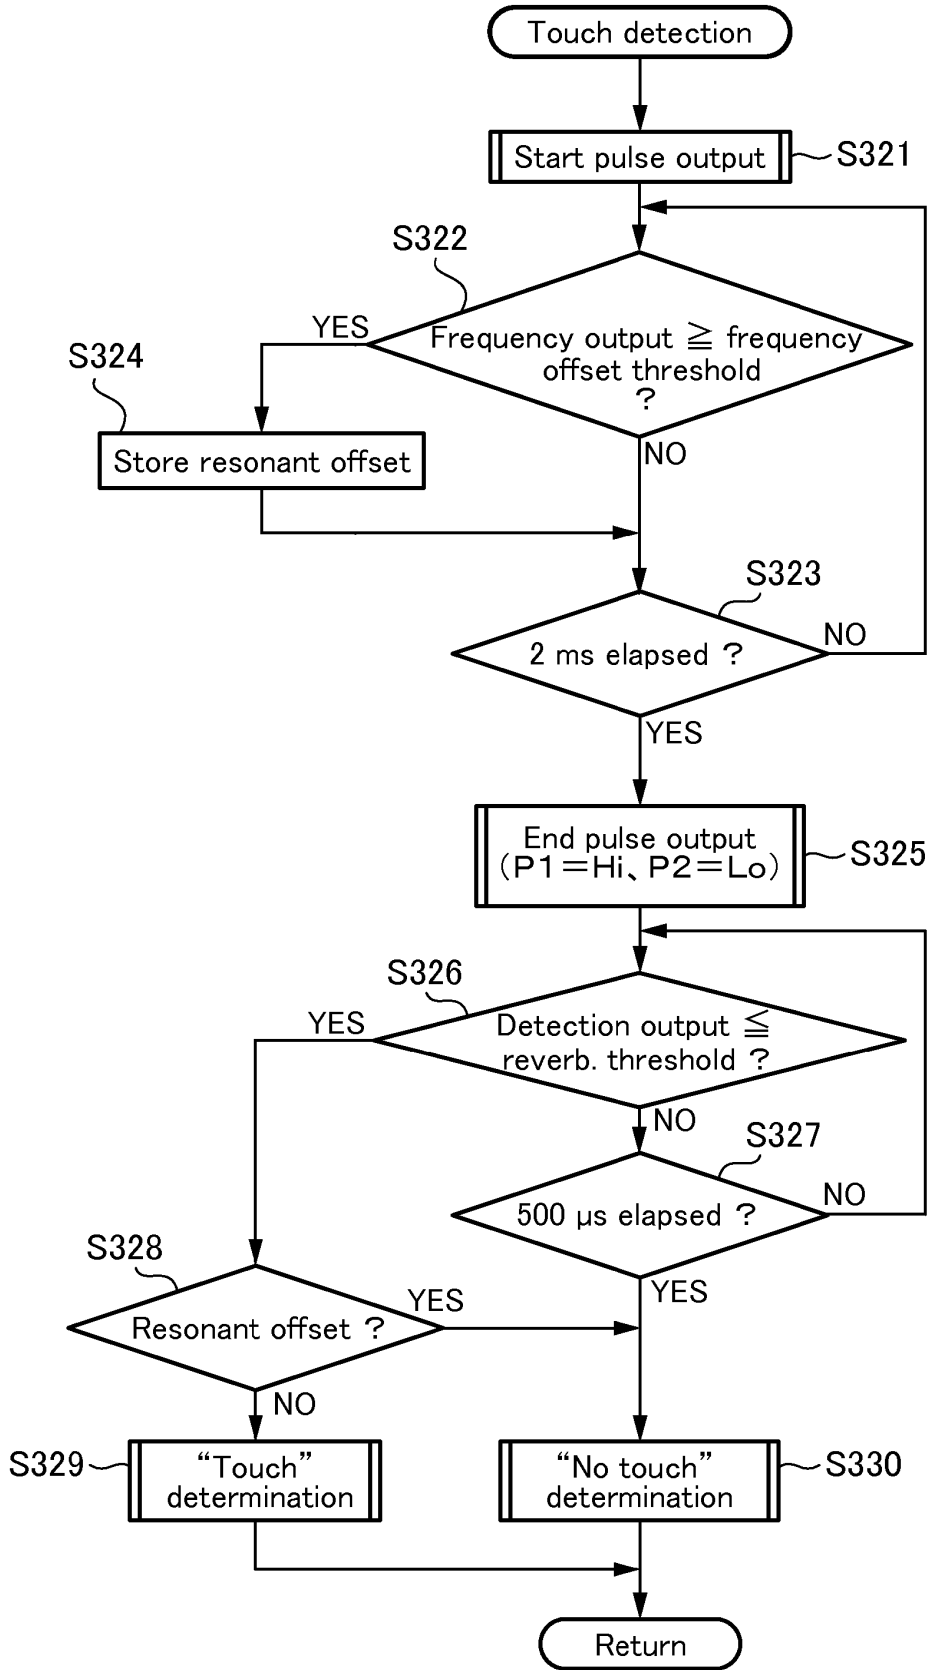 Touch detection
Start pulse output
S321
S322
YES
Frequency output ≧ frequency
offset threshold
?
S324
Store resonant offset
NO
S323
2 ms elapsed ?
NO
YES
End pulse output
(P1=Hi、P2=Lo)
S325
S326
YES
Detection output ≦
reverb. threshold ?
NO
S327
500 µs elapsed ?
NO
YES
S328
Resonant offset ?
YES
NO
S329
“Touch”
determination
“No touch”
determination
S330
Return